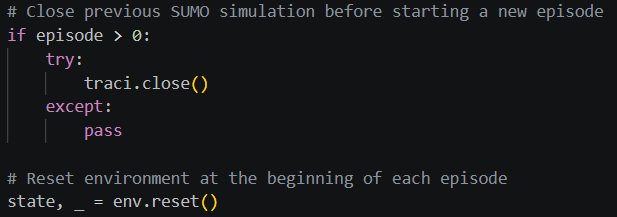 # Close previous SUMO simulation before starting a new episode
if episode > 0:
    try:
        traci.close()
    except:
        pass

# Reset environment at the beginning of each episode
state, _ = env.reset()